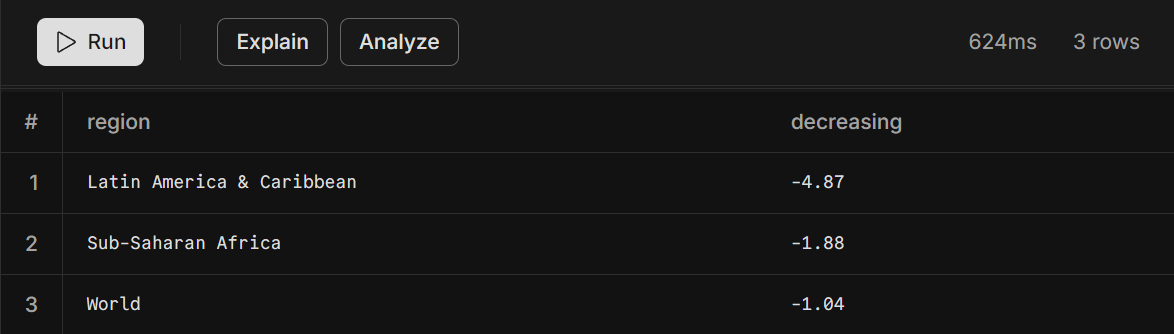 Run Explain Analyze 624ms 3 rows
# region decreasing
1 Latin America & Caribbean -4.87
2 Sub-Saharan Africa -1.88
3 World -1.04